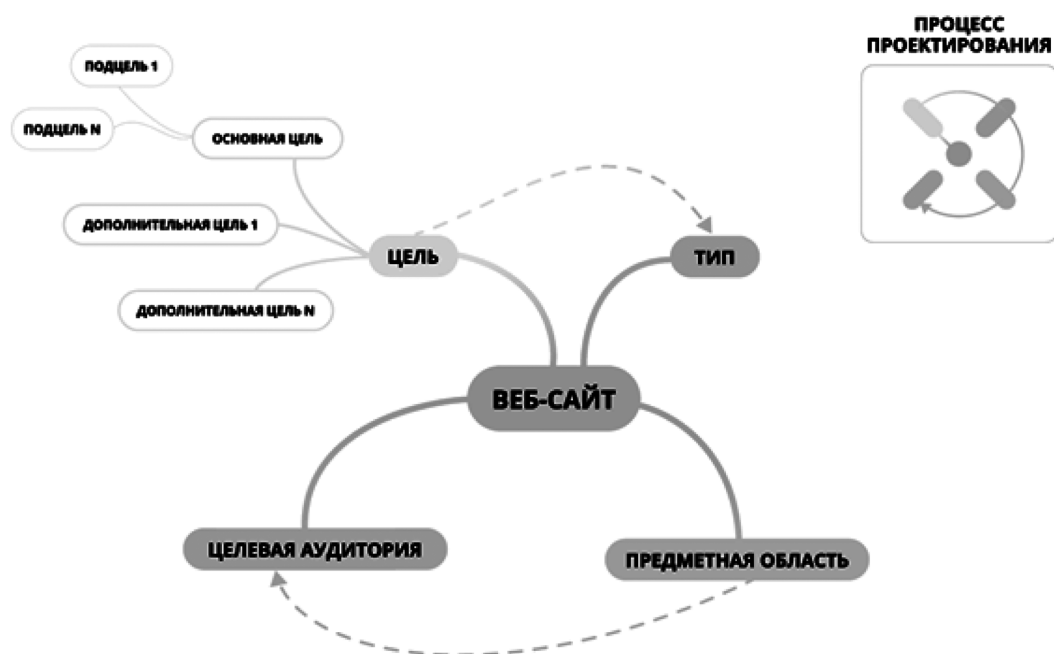 ПРОЦЕСС
ПРОЕКТИРОВАНИЯ
ПОДЦЕЛЬ 1
ПОДЦЕЛЬ N
ОСНОВНАЯ ЦЕЛЬ
ДОПОЛНИТЕЛЬНАЯ ЦЕЛЬ 1
ЦЕЛЬ
ТИП
ДОПОЛНИТЕЛЬНАЯ ЦЕЛЬ N
ВЕБ-САЙТ
ЦЕЛЕВАЯ АУДИТОРИЯ
ПРЕДМЕТНАЯ ОБЛАСТЬ